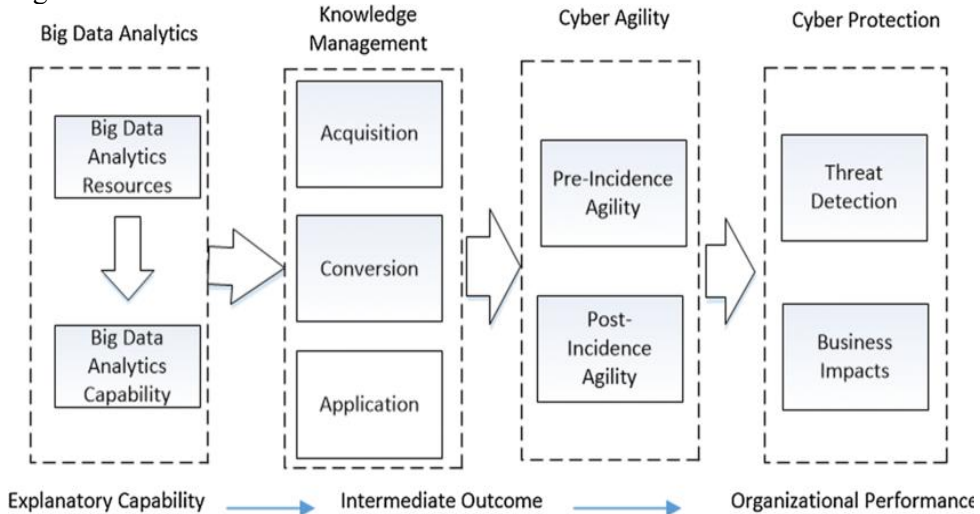 Big Data Analytics
Big Data
Analytics
Resources
Big Data
Analytics
Capability
Knowledge
Management
Acquisition
Conversion
Application
Cyber Agility
Pre-Incidence
Agility
Post-
Incidence
Agility
Cyber Protection
Threat
Detection
Business
Impacts
Explanatory Capability
Intermediate Outcome
Organizational Performance